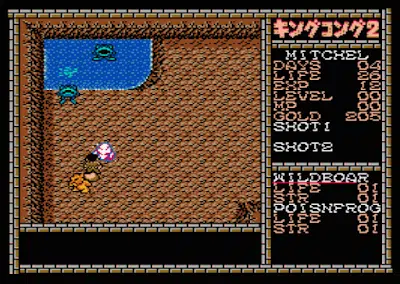 キングコング2
MITCHEL
DAYS 04
LIFE 26
EXP 12
LEVEL 00
MS 00
GOLD 205
SHOT1
SHOT2
WILDBOAR
LIFE 01
STR 01
POISNFROG
LIFE 01
STR 01